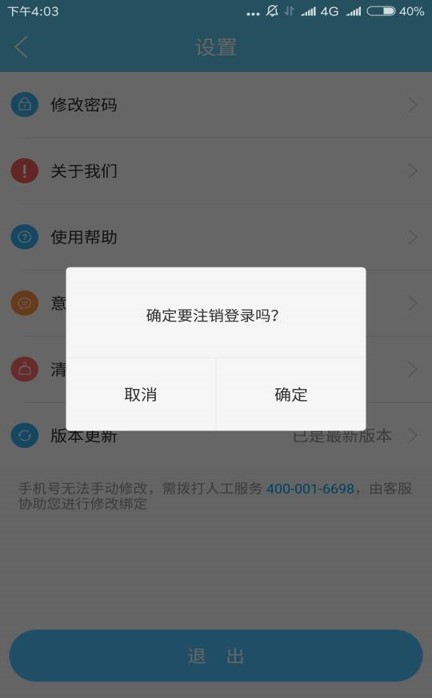 下午4:03
... 4G 40%
设置
修改密码
关于我们
使用帮助
意
确定要注销登录吗?
清
取消
确定
版本更新
已是最新版本
手机号无法手动修改，需拨打人工服务 400-001-6698，由客服
协助您进行修改绑定
退 出